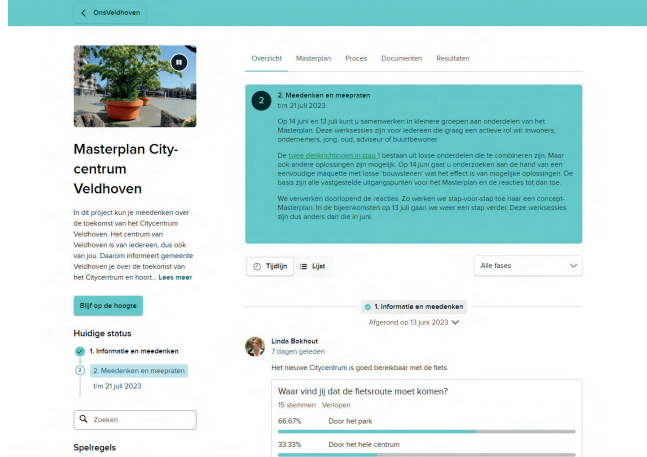 OnsVeldhoven
Masterplan City-
centrum
Veldhoven
In dit project kun je meedenken over
de toekomst van het Citycentrum
Veldhoven. Het centrum van
Veldhoven is van iedereen, dus ook
van jou. Daarom informeert gemeente
Veldhoven je over de toekomst van
het Citycentrum en hoort... Lees meer
Blijf op de hoogte
Huidige status
1. Informatie en meedenken
2
2. Meedenken en meepraten
t/m 21 juli 2023
Zoeken
Spelregels
Overzicht Masterplan Proces Documenten Resultaten
2
2. Meedenken en meepraten
t/m 21 juli 2023
Op 14 juni en 13 juli kunt u samenwerken in kleinere groepen aan onderdelen van het
Masterplan. Deze werksessies zijn voor iedereen die graag een actieve rol wil: inwoners,
ondernemers, jong, oud, adviseur of buurtbewoner.
De twee denkrichtingen in stap 1 bestaan uit losse onderdelen die te combineren zijn. Maar
ook andere oplossingen zijn mogelijk. Op 14 juni gaat u onderzoeken aan de hand van een
eenvoudige maquette met losse 'bouwstenen' wat het effect is van mogelijke oplossingen. De
basis zijn alle vastgestelde uitgangspunten voor het Masterplan en de reacties tot dan toe.
We verwerken doorlopend de reacties. Zo werken we stap-voor-stap toe naar een concept-
Masterplan. In de bijeenkomsten op 13 juli gaan we weer een stap verder. Deze werksessies
zijn dus anders dan die in juni.
Tijdlijn Lijst
Alle fases
1. Informatie en meedenken
Afgerond op 13 juni 2023
Linda Bokhout
7 dagen geleden
Het nieuwe Citycentrum is goed bereikbaar met de fiets.
Waar vind jij dat de fietsroute moet komen?
15 stemmen Verlopen
66.67% Door het park
33.33% Door het hele centrum